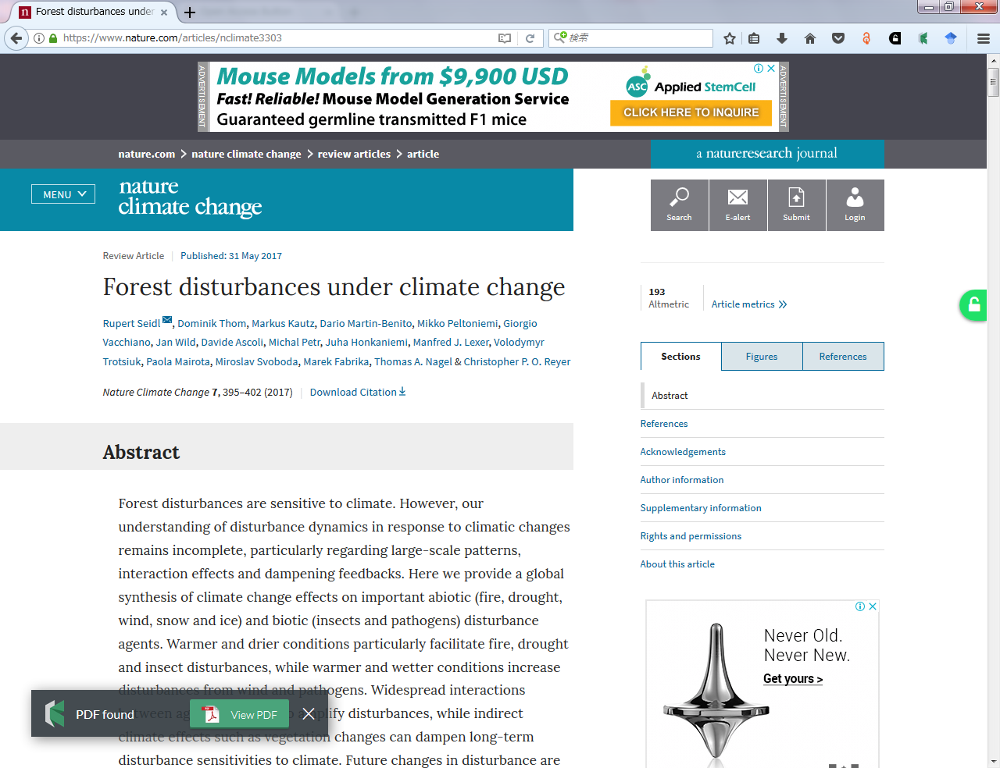 Forest disturbances under
https://www.nature.com/articles/nclimate3303
検索
ADVERTISEMENT
Mouse Models from $9,900 USD
Fast! Reliable! Mouse Model Generation Service
Guaranteed germline transmitted F1 mice
ASC Applied StemCell
CLICK HERE TO INQUIRE
ADVERTISEMENT
nature.com > nature climate change > review articles > article
a natureresearch journal
MENU
nature
climate change
Search
E-alert
Submit
Login
Review Article
Published: 31 May 2017
Forest disturbances under climate change
Rupert Seidl, Dominik Thom, Markus Kautz, Dario Martin-Benito, Mikko Peltoniemi, Giorgio
Vacchiano, Jan Wild, Davide Ascoli, Michal Petr, Juha Honkaniemi, Manfred J. Lexer, Volodymyr
Trotsiuk, Paola Mairota, Miroslav Svoboda, Marek Fabrika, Thomas A. Nagel & Christopher P. O. Reyer
Nature Climate Change 7, 395–402 (2017)
Download Citation
193
Altmetric
Article metrics
Sections
Figures
References
Abstract
References
Acknowledgements
Author information
Supplementary information
Rights and permissions
About this article
Abstract
Forest disturbances are sensitive to climate. However, our
understanding of disturbance dynamics in response to climatic changes
remains incomplete, particularly regarding large-scale patterns,
interaction effects and dampening feedbacks. Here we provide a global
synthesis of climate change effects on important abiotic (fire, drought,
wind, snow and ice) and biotic (insects and pathogens) disturbance
agents. Warmer and drier conditions particularly facilitate fire, drought
and insect disturbances, while warmer and wetter conditions increase
disturbances from wind and pathogens. Widespread interactions
between to amplify disturbances, while indirect
climate effects such as vegetation changes can dampen long-term
disturbance sensitivities to climate. Future changes in disturbance are
PDF found
View PDF
Never Old.
Never New.
Get yours >